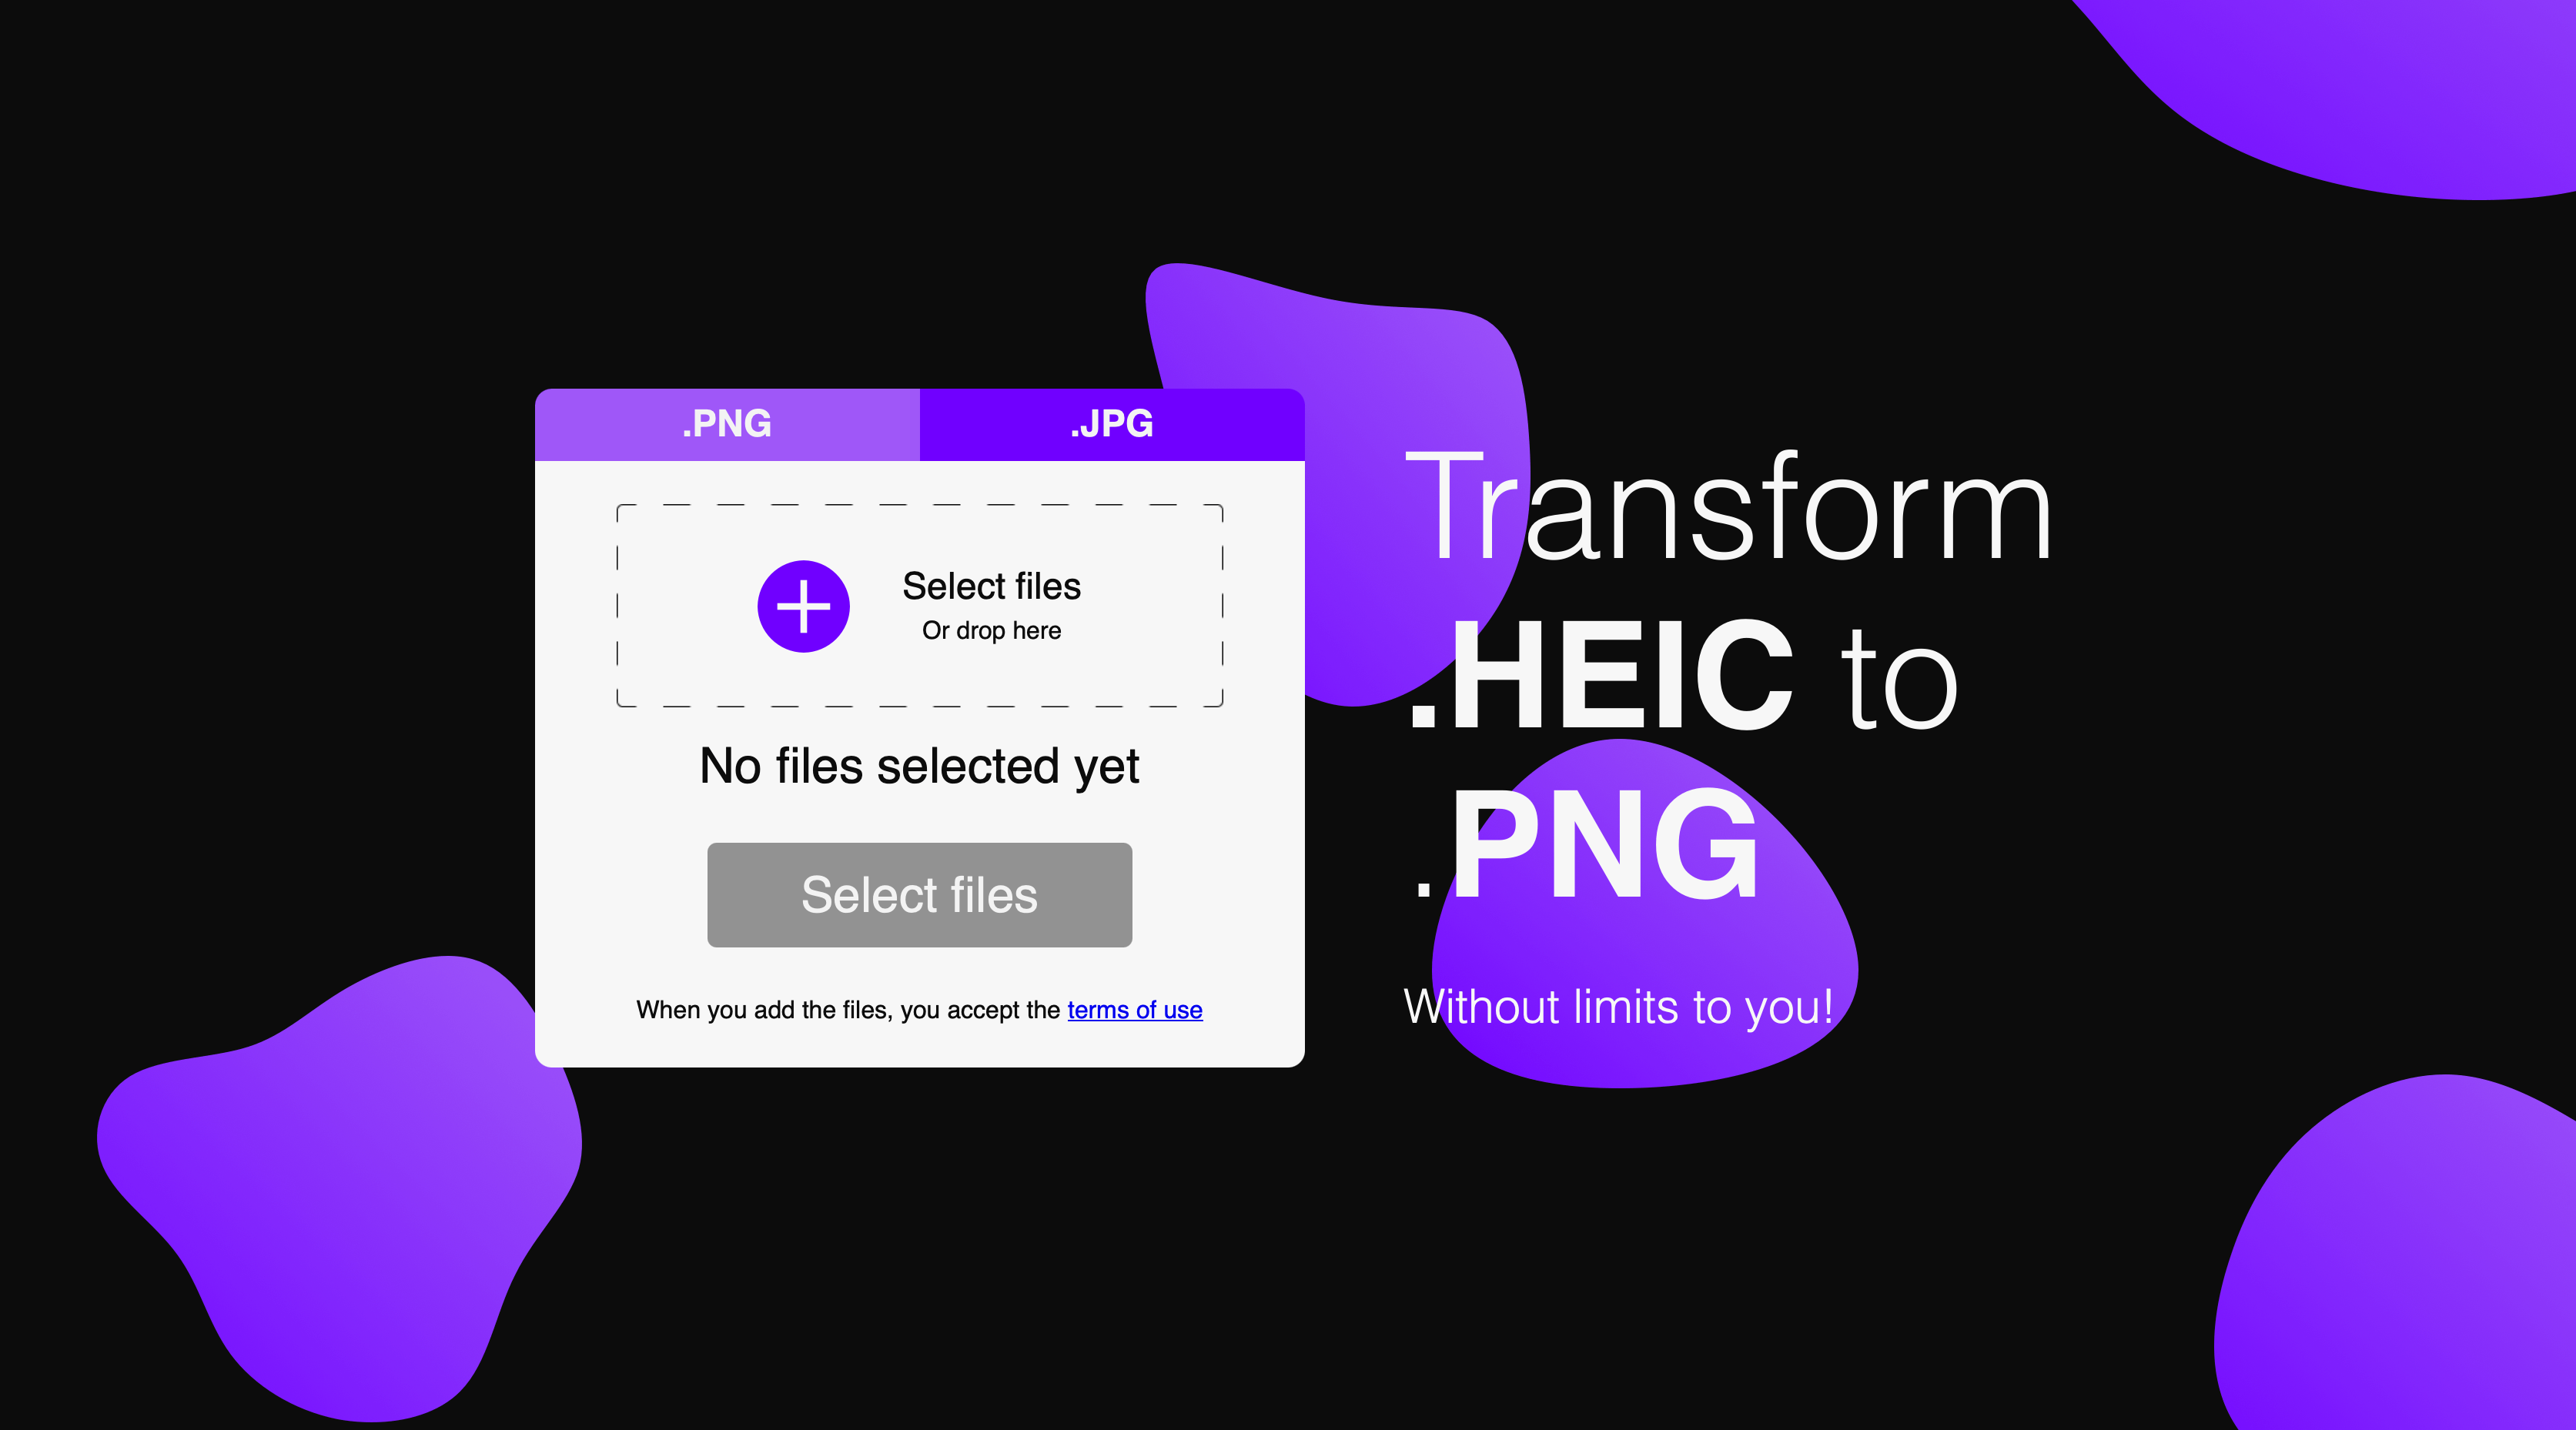 .PNG
.JPG
Select files
Or drop here
No files selected yet
Select files
When you add the files, you accept the terms of use
Transform
.HEIC to
.PNG
Without limits to you!